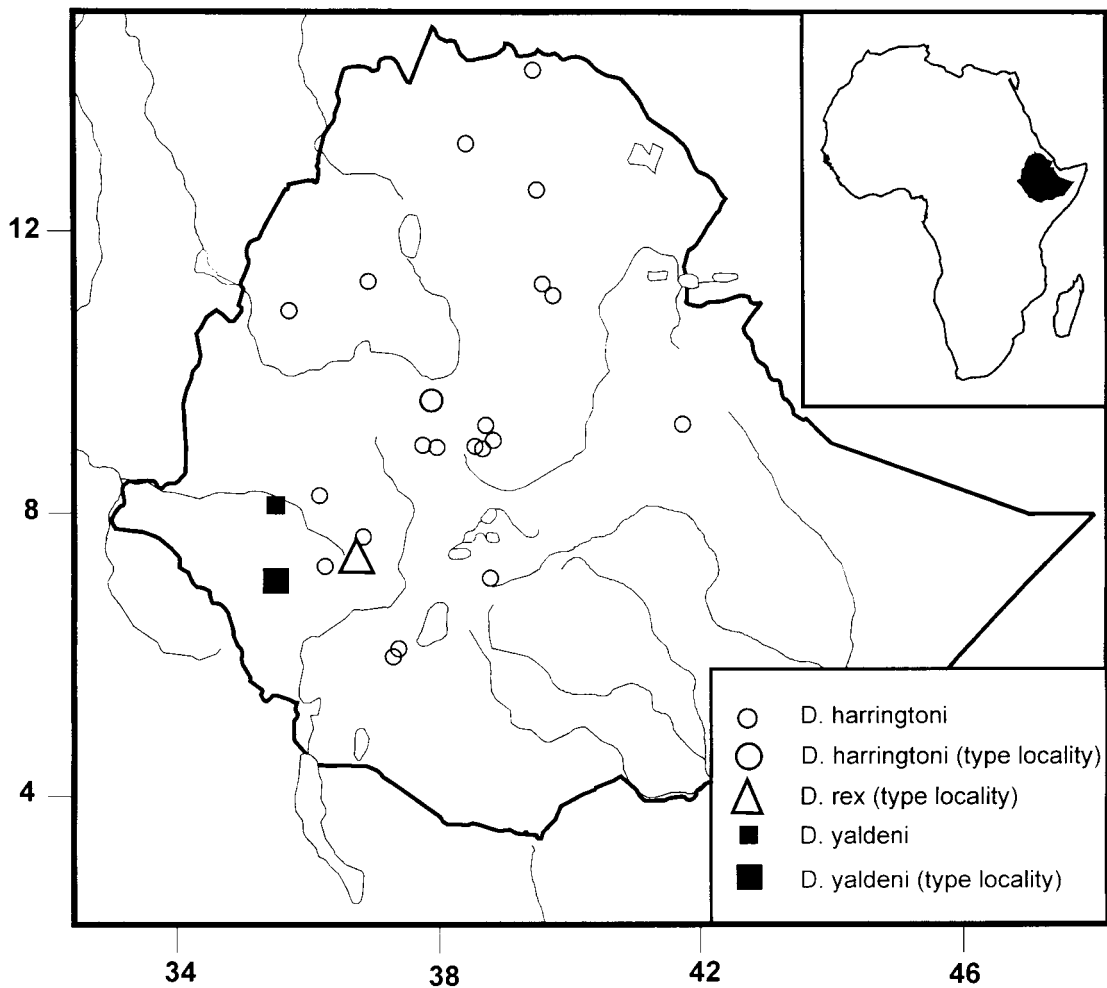 12
8
4
34
38
42
46
D. harringtoni
D. harringtoni (type locality)
D. rex (type locality)
D. yaldeni
D. yaldeni (type locality)